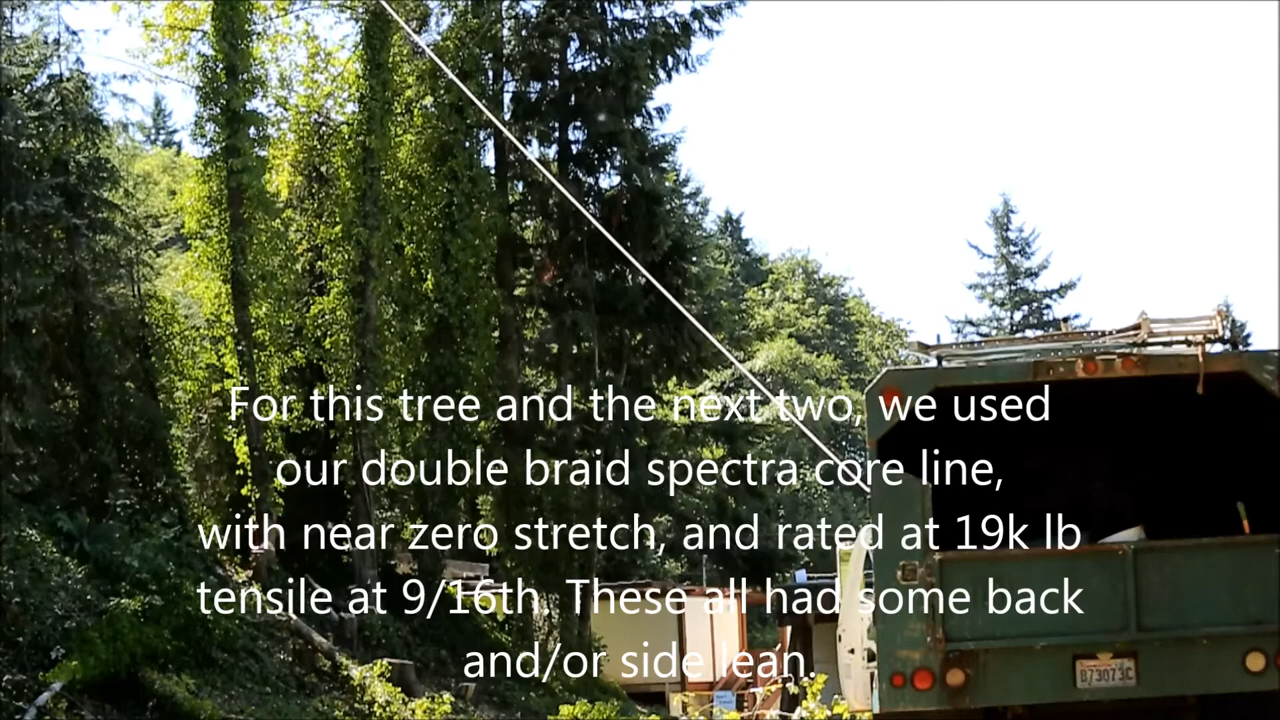 For this tree and the next two, we used
our double braid spectra core line,
with near zero stretch, and rated at 19k lb
tensile at 9/16th. These all had some back
and/or side lean.
B73073C